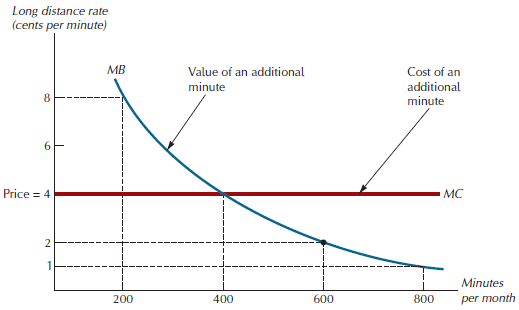 Long distance rate
(cents per minute)
MB
Value of an additional
minute
Cost of an
additional
minute
8
6
Price = 4
MC
2
1
200
400
600
800
Minutes
per month